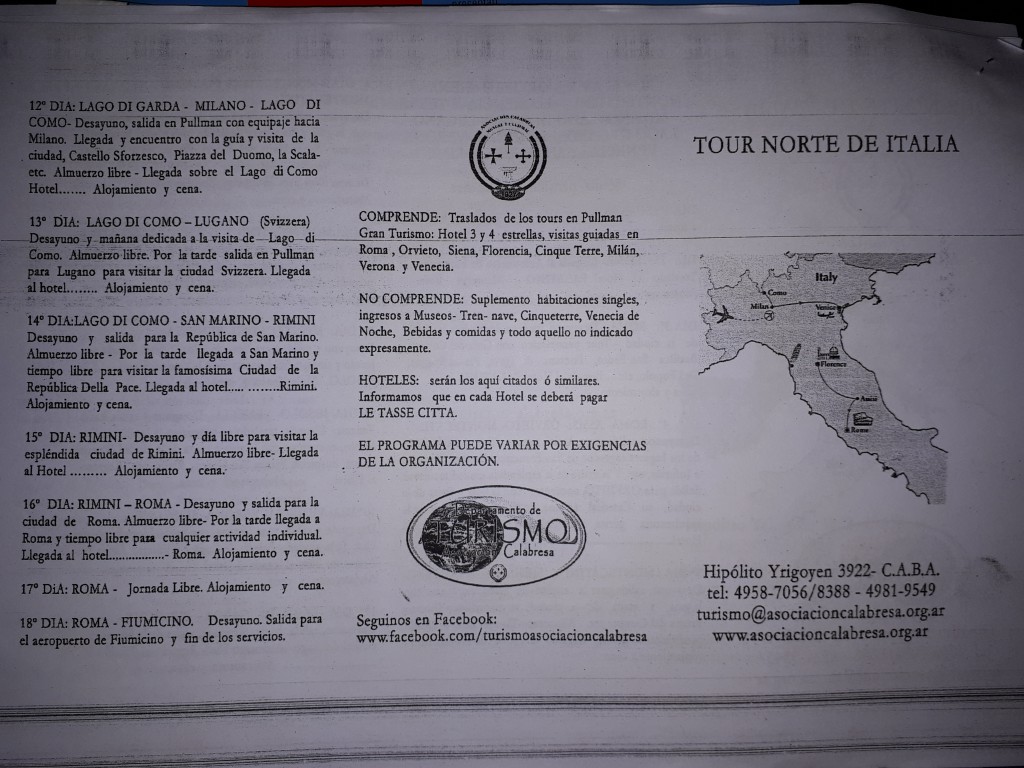 12º DIA: LAGO DI GARDA - MILANO - LAGO DI
COMO- Desayuno, salida en Pullman con equipaje hacia
Milano. Llegada y encuentro con la guía y visita de la
ciudad, Castello Sforzesco, Piazza del Duomo, la Scala-
etc. Almuerzo libre - Llegada sobre el Lago di Como
Hotel....... Alojamiento y cena.
13º DIA: LAGO DI COMO – LUGANO (Svizzera)
Desayuno y mañana dedicada a la visita de Lago di
Como. Almuerzo libre. Por la tarde salida en Pullman
para Lugano para visitar la ciudad Svizzera. Llegada
al hotel........ Alojamiento y cena.
14º DIA:LAGO DI COMO - SAN MARINO - RIMINI
Desayuno y salida para la República de San Marino.
Almuerzo libre - Por la tarde llegada a San Marino y
tiempo libre para visitar la famosísima Ciudad de la
República Della Pace. Llegada al hotel..... ........Rimini.
Alojamiento y cena.
15º DIA: RIMINI- Desayuno y día libre para visitar la
espléndida ciudad de Rimini. Almuerzo libre- Llegada
al Hotel ......... Alojamiento y cena.
16º DIA: RIMINI – ROMA - Desayuno y salida para la
ciudad de Roma. Almuerzo libre- Por la tarde llegada a
Roma y tiempo libre para cualquier actividad individual.
Llegada al hotel................- Roma. Alojamiento y cena.
17º DiA: ROMA - Jornada Libre. Alojamiento y cena.
18º DIA: ROMA - FIUMICINO. Desayuno. Salida para
el aeropuerto de Fiumicino y fin de los servicios.
COMPRENDE: Traslados de los tours en Pullman
Gran Turismo: Hotel 3 y 4 estrellas, visitas guiadas en
Roma , Orvieto, Siena, Florencia, Cinque Terre, Milán,
Verona y Venecia.
NO COMPRENDE: Suplemento habitaciones singles,
ingresos a Museos- Tren- nave, Cinqueterre, Venecia de
Noche, Bebidas y comidas y todo aquello no indicado
expresamente.
HOTELES: serán los aquí citados ó similares.
Informamos que en cada Hotel se deberá pagar
LE TASSE CITTA.
EL PROGRAMA PUEDE VARIAR POR EXIGENCIAS
DE LA ORGANIZACIÓN.
Departamento de
TURISMO
Calabresa
Seguinos en Facebook:
www.facebook.com/turismoasociacioncalabresa
TOUR NORTE DE ITALIA
Italy
Como
Milan
Venice
Florence
Rome
Hipólito Yrigoyen 3922- C.A.B.A.
tel: 4958-7056/8388 - 4981-9549
turismo@asociacioncalabresa.org.ar
www.asociacioncalabresa.org.ar